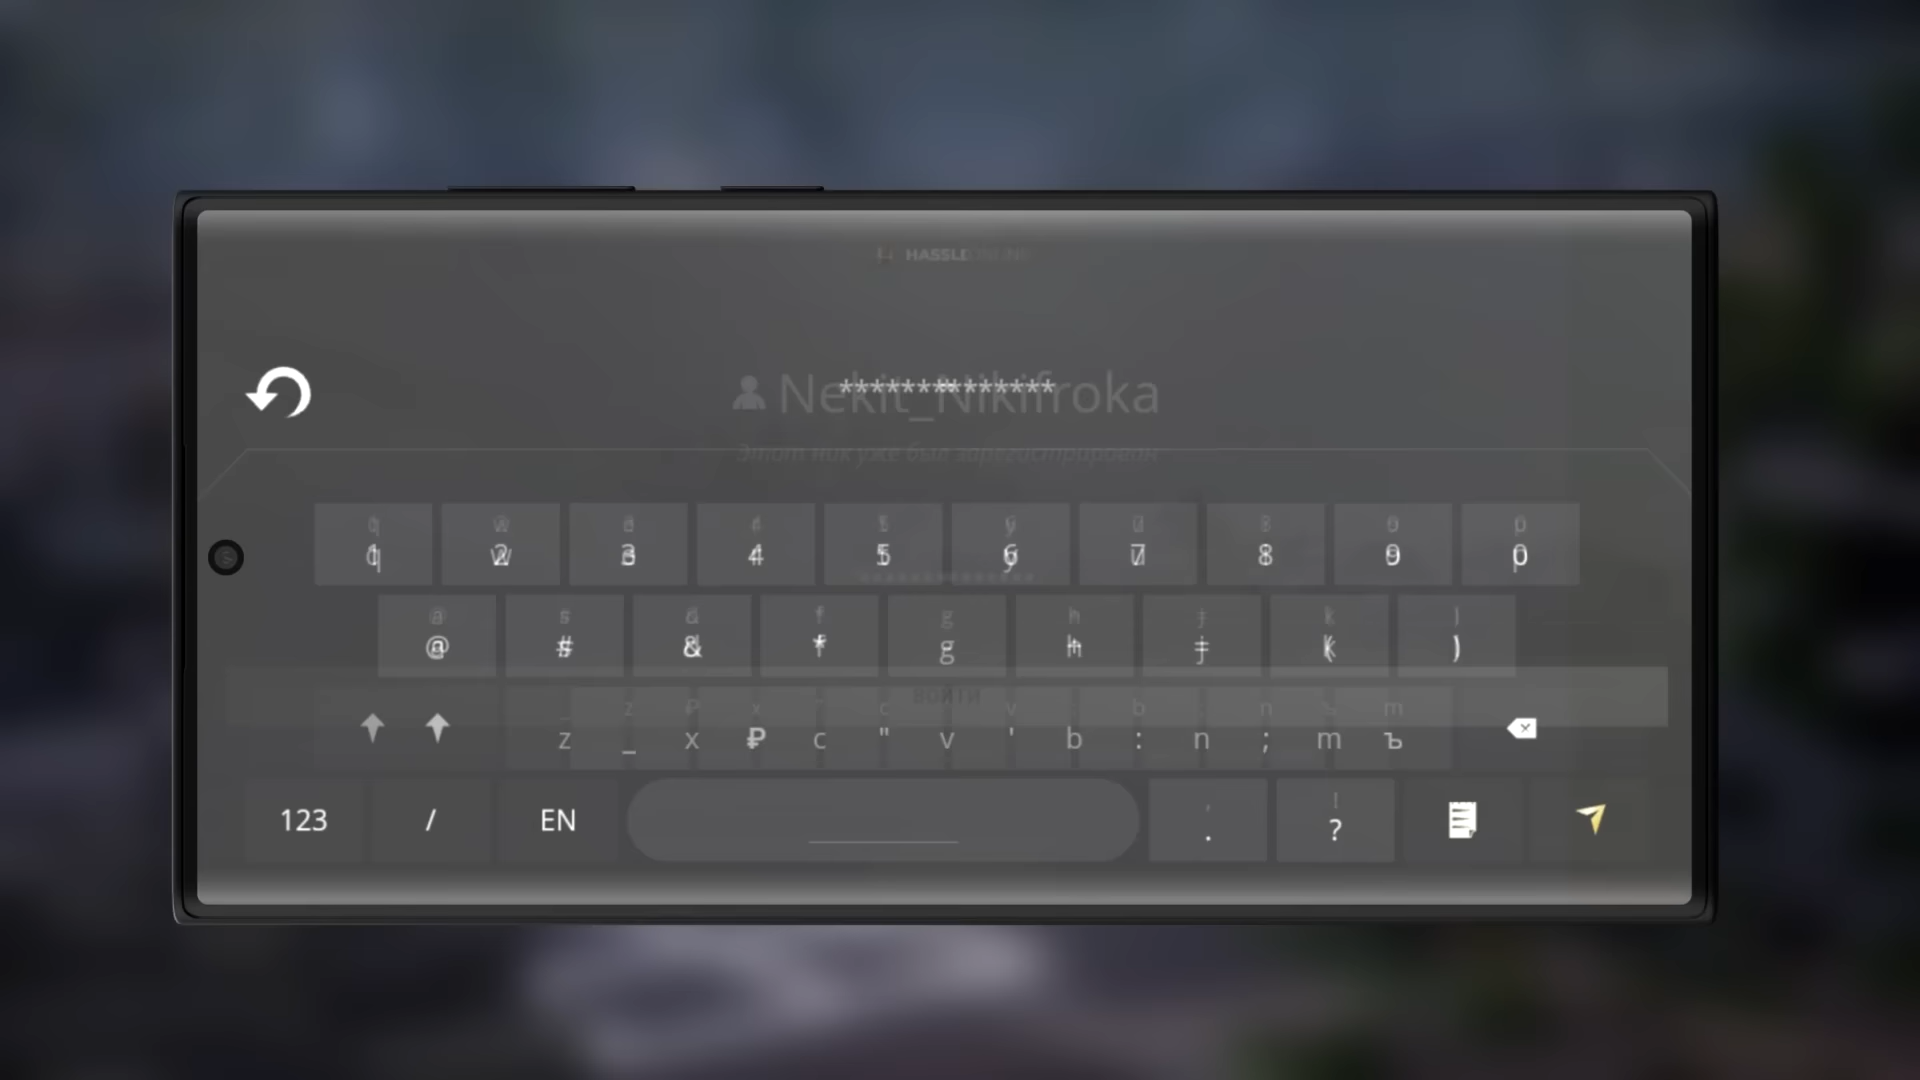 HASSLE ONLINE
Nekit_Nikifroka
**************
Этот ник уже был зарегистрирован
q w e r t y u i o p
1 2 3 4 5 6 7 8 9 0
a s d f g h j k l
@ # & * g h ( )
z x c v b n m
_ ₽ " ' : ; ъ
123 / EN , . ! ?